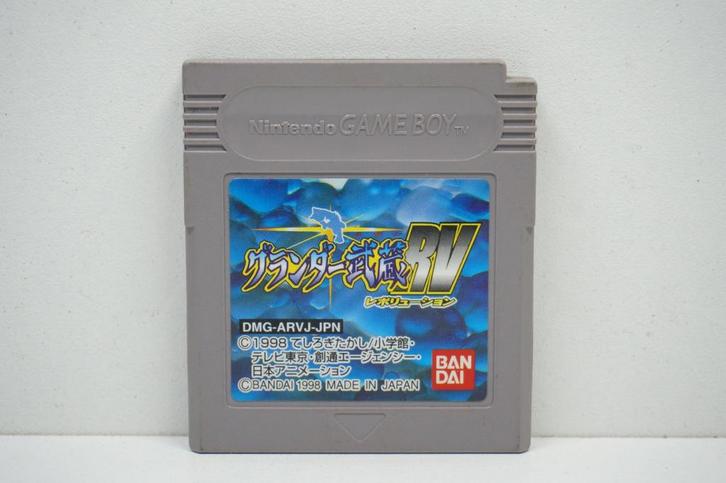 Nintendo GAME BOY TM
グランダー武蔵RV
レボリューション
DMG-ARVJ-JPN
©1998 てしろぎたかし/小学館・
テレビ東京・創通エージェンシー・
日本アニメーション
©BANDAI 1998 MADE IN JAPAN
BAN
DAI